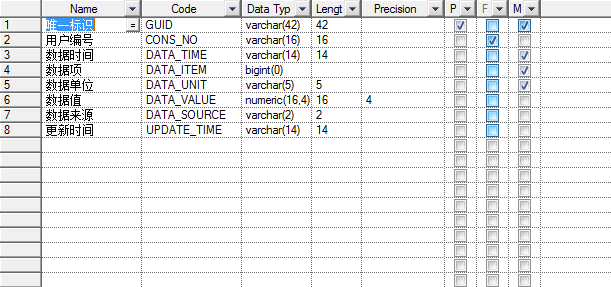 Name Code Data Typ Lengt Precision P F M
1 唯一标识 = GUID varchar(42) 42
2 用户编号 CONS_NO varchar(16) 16
3 数据时间 DATA_TIME varchar(14) 14
4 数据项 DATA_ITEM bigint(0)
5 数据单位 DATA_UNIT varchar(5) 5
6 数据值 DATA_VALUE numeric(16,4) 16 4
7 数据来源 DATA_SOURCE varchar(2) 2
8 更新时间 UPDATE_TIME varchar(14) 14